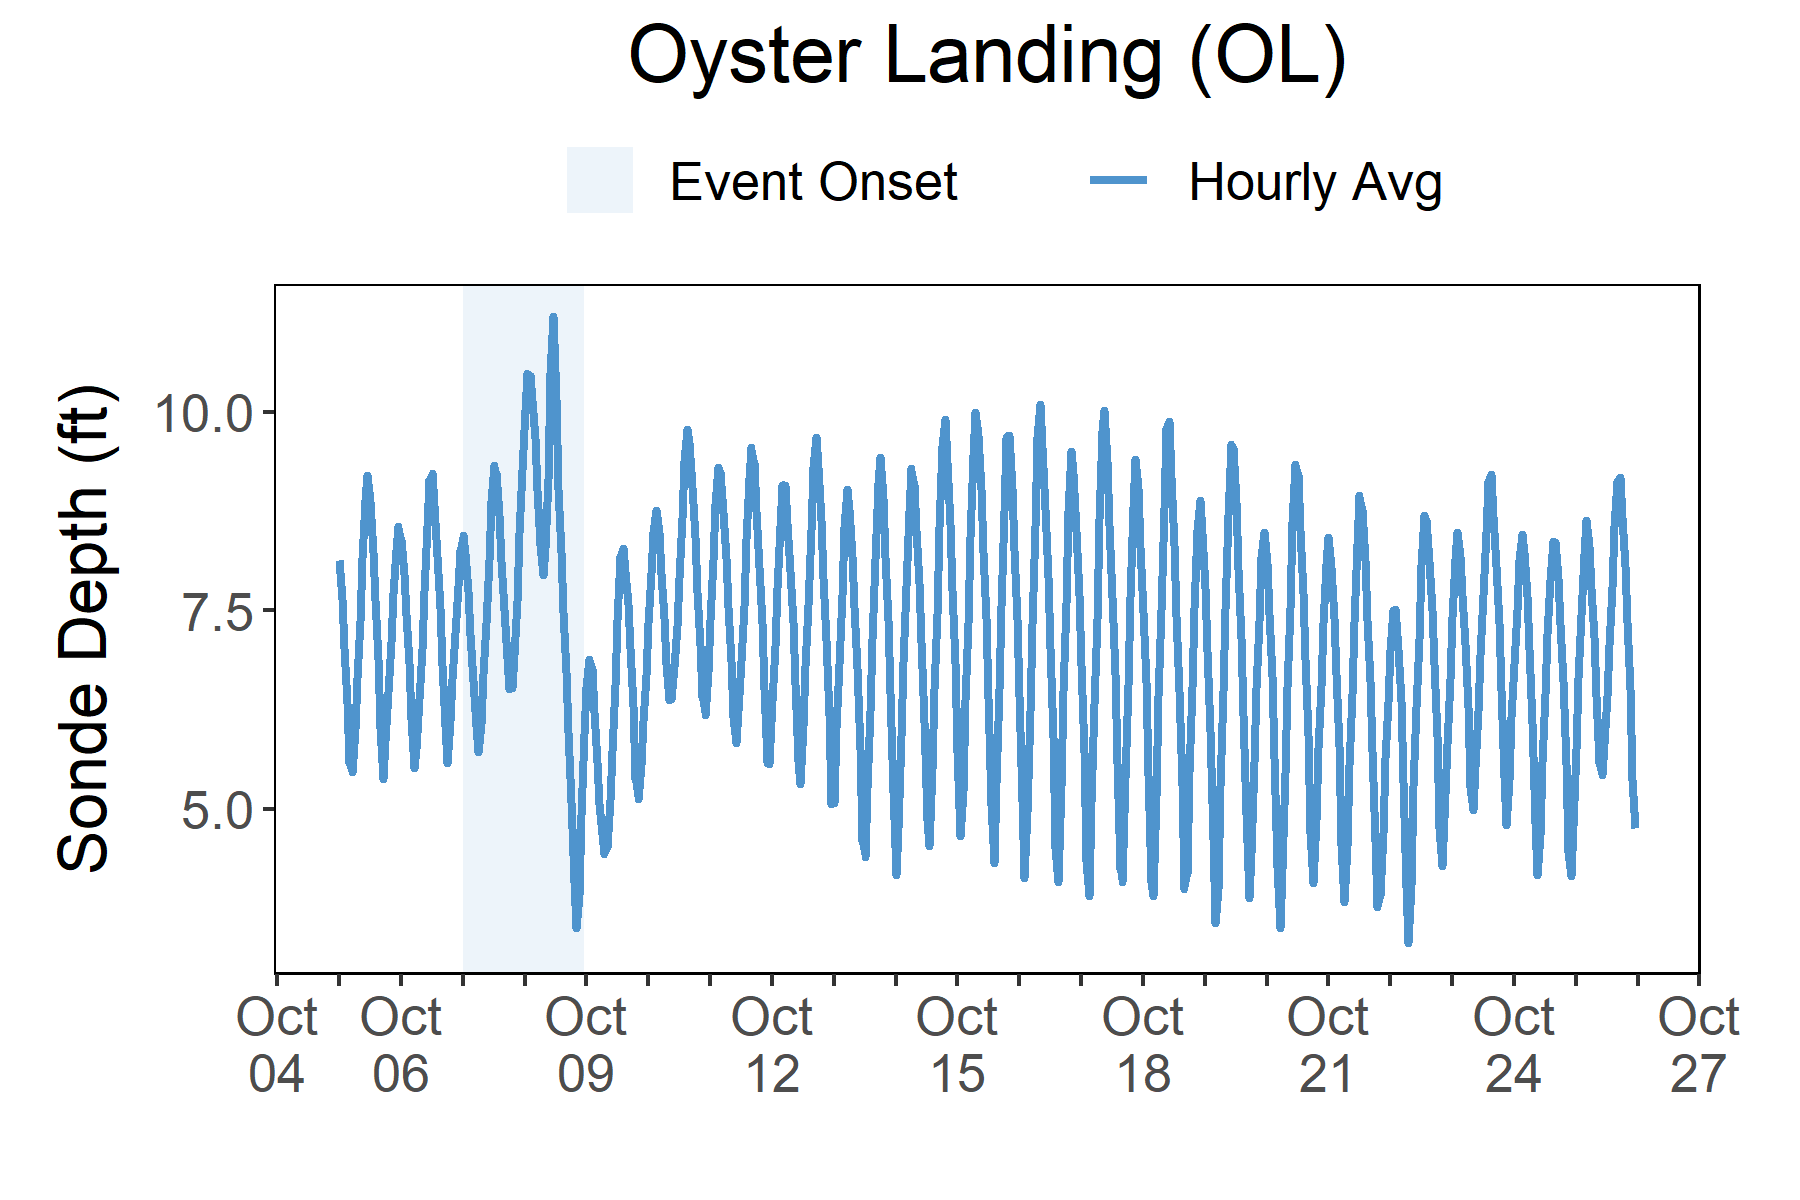 Oyster Landing (OL)
Event Onset
Hourly Avg
Sonde Depth (ft)
10.0
7.5
5.0
Oct 04
Oct 06
Oct 09
Oct 12
Oct 15
Oct 18
Oct 21
Oct 24
Oct 27